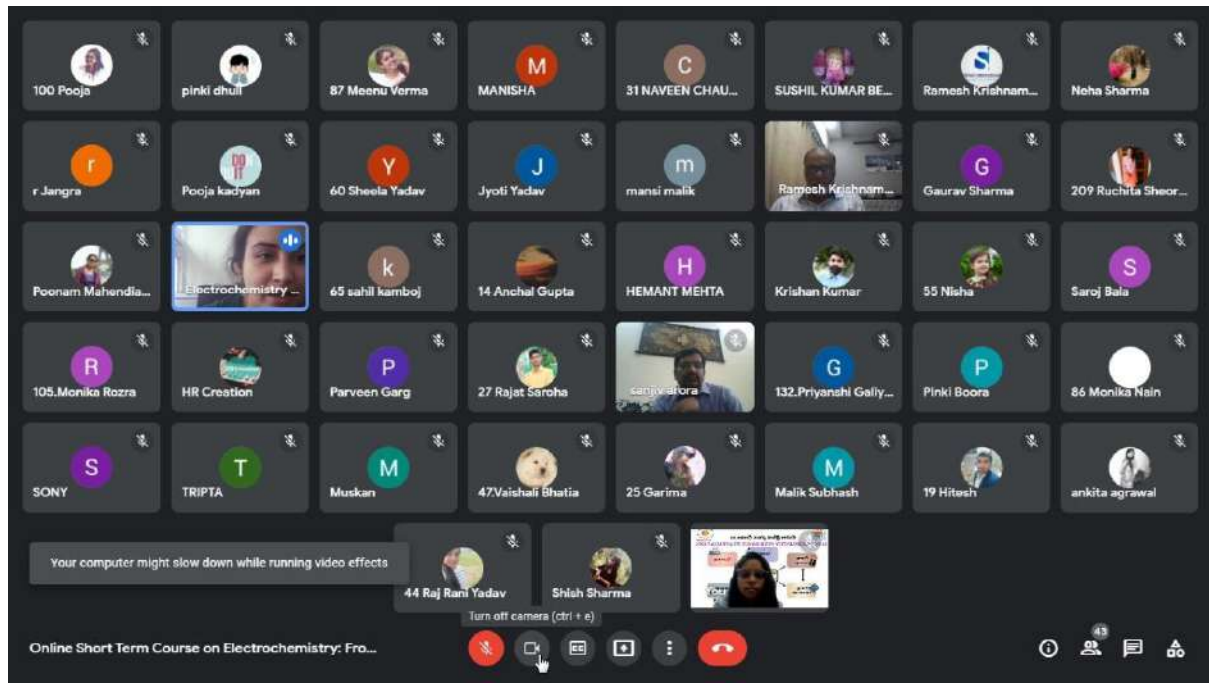 100 Pooja
pinki dhull
87 Meenu Verma
M
MANISHA
C
31 NAVEEN CHAU...
SUSHIL KUMAR BE...
S
Ramesh Krishnam...
Neha Sharma
r
r Jangra
DO IT
Pooja kadyan
Y
60 Sheela Yadav
J
Jyoti Yadav
m
mansi malik
Ramesh Krishnam...
G
Gaurav Sharma
209 Ruchita Sheor...
Poonam Mahendia...
Electrochemistry ...
k
65 sahil kamboj
14 Anchal Gupta
H
HEMANT MEHTA
Krishan Kumar
55 Nisha
S
Saroj Bala
R
105.Monika Rozra
HR Creation
P
Parveen Garg
27 Rajat Saroha
sanjiv arora
G
132.Priyanshi Galiy...
P
Pinki Boora
86 Monika Nain
S
SONY
T
TRIPTA
M
Muskan
47.Vaishali Bhatia
25 Garima
M
Malik Subhash
19 Hitesh
ankita agrawal
Your computer might slow down while running video effects
44 Raj Rani Yadav
Shish Sharma
Turn off camera (ctrl + e)
Online Short Term Course on Electrochemistry: Fro...
CC
43